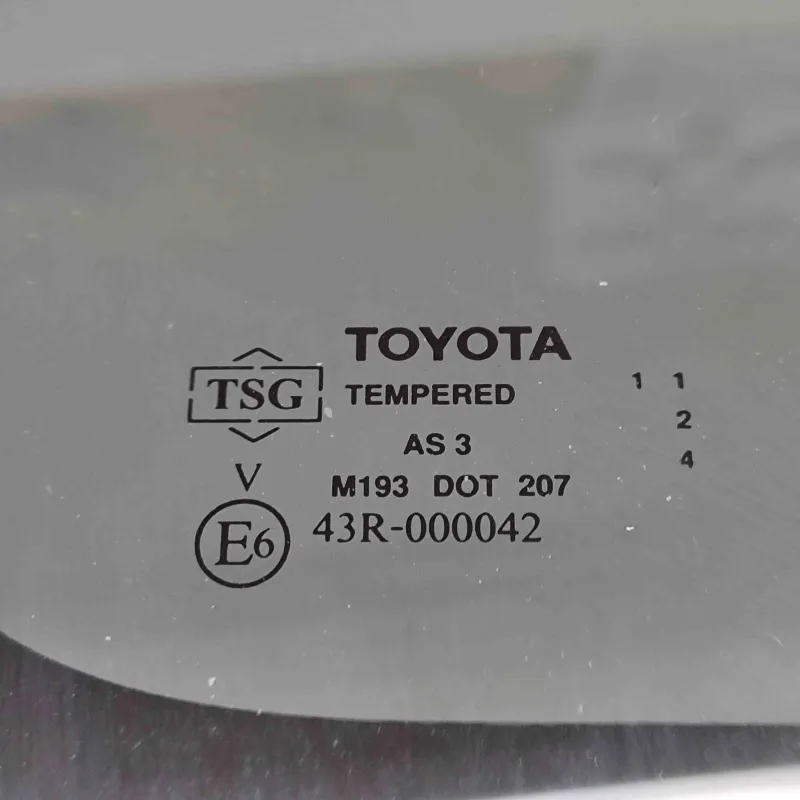 TOYOTA
TSG TEMPERED
AS 3
V M193 DOT 207
E6 43R-000042
1 1
2
4